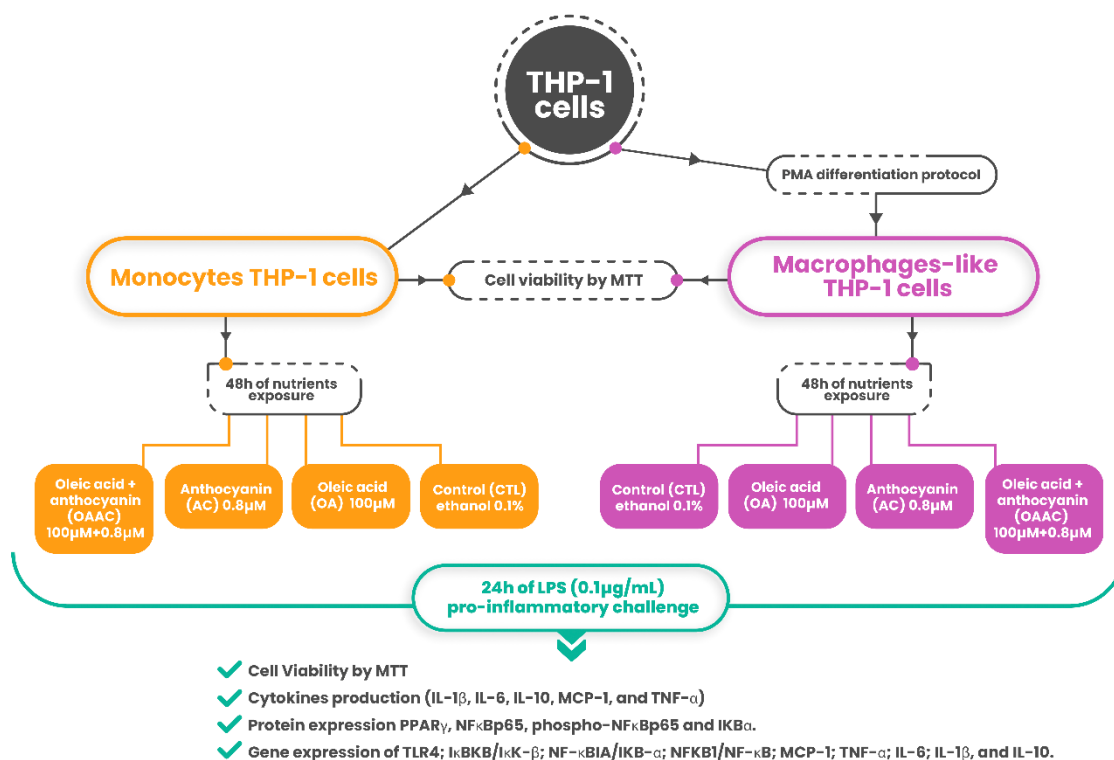 THP-1
cells
PMA differentiation protocol
Monocytes THP-1 cells
Cell viability by MTT
Macrophages-like
THP-1 cells
48h of nutrients
exposure
48h of nutrients
exposure
Oleic acid +
anthocyanin
(OAAC)
100μM+0.8μM
Anthocyanin
(AC) 0.8μM
Oleic acid
(OA) 100μM
Control (CTL)
ethanol 0.1%
Control (CTL)
ethanol 0.1%
Oleic acid
(OA) 100μM
Anthocyanin
(AC) 0.8μM
Oleic acid +
anthocyanin
(OAAC)
100μM+0.8μM
24h of LPS (0.1μg/mL)
pro-inflammatory challenge
Cell Viability by MTT
Cytokines production (IL-1β, IL-6, IL-10, MCP-1, and TNF-α)
Protein expression PPARγ, NFκBp65, phospho-NFκBp65 and IKBα.
Gene expression of TLR4; IκBKB/IκK-β; NF-κBIA/IKB-α; NFKB1/NF-κB; MCP-1; TNF-α; IL-6; IL-1β, and IL-10.